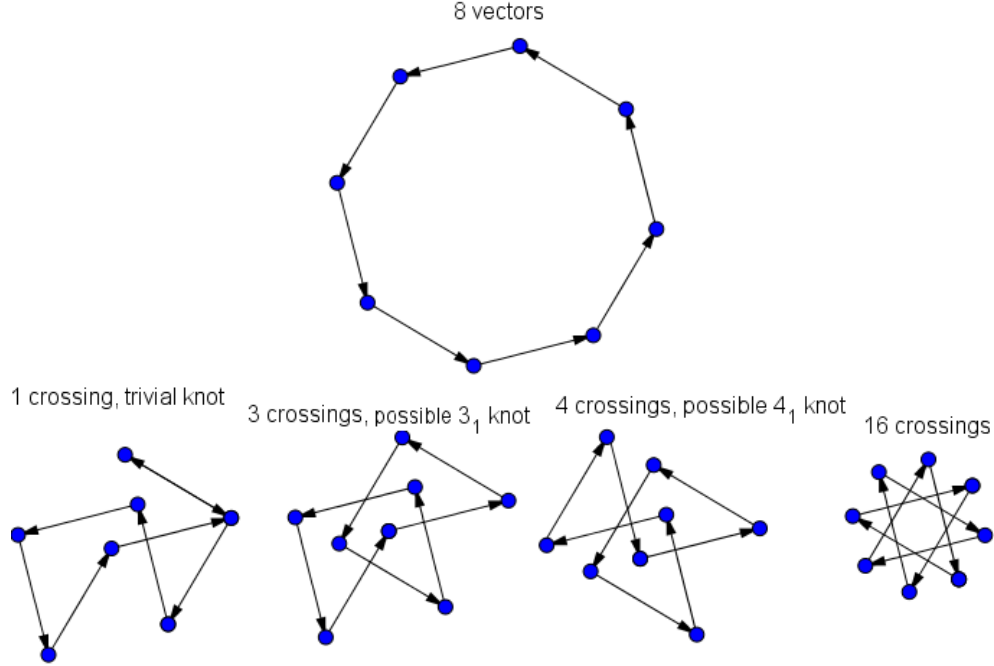 8 vectors
1 crossing, trivial knot
3 crossings, possible 3₁ knot
4 crossings, possible 4₁ knot
16 crossings